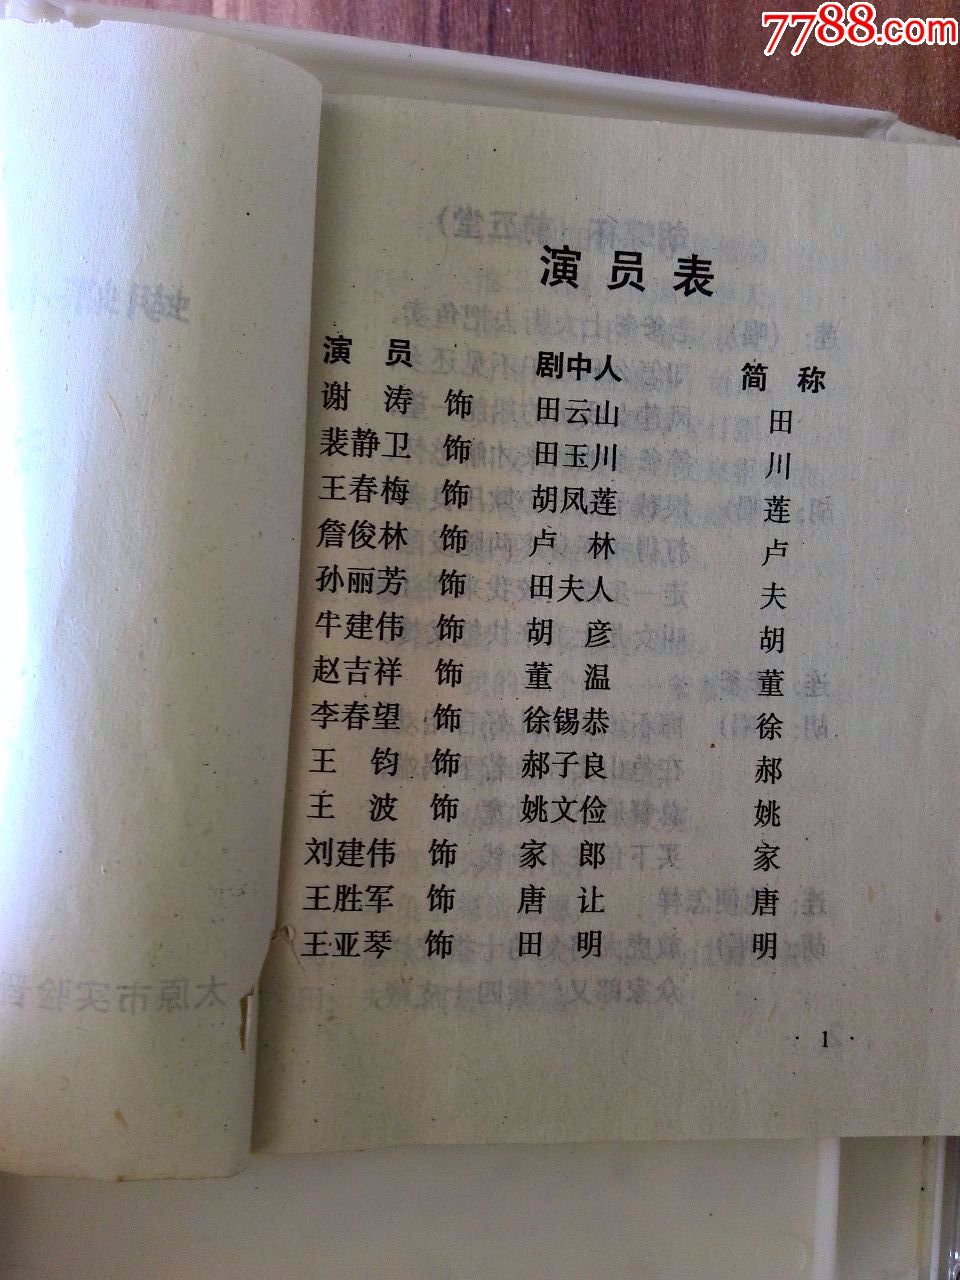 7788.com
演员表
演 员 剧中人 简 称
谢 涛 饰 田云山 田
裴静卫 饰 田玉川 川
王春梅 饰 胡凤莲 莲
詹俊林 饰 卢 林 卢
孙丽芳 饰 田夫人 夫
牛建伟 饰 胡 彦 胡
赵吉祥 饰 董 温 董
李春望 饰 徐锡恭 徐
王 钧 饰 郝子良 郝
王 波 饰 姚文俭 姚
刘建伟 饰 家 郎 家
王胜军 饰 唐 让 唐
王亚琴 饰 田 明 明
· 1 ·